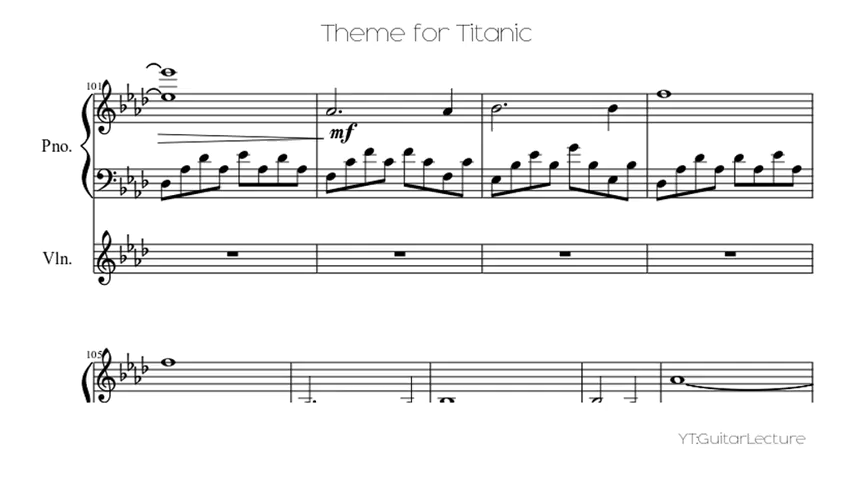 Theme for Titanic
101
Pno.
mf
Vln.
105
YT:GuitarLecture